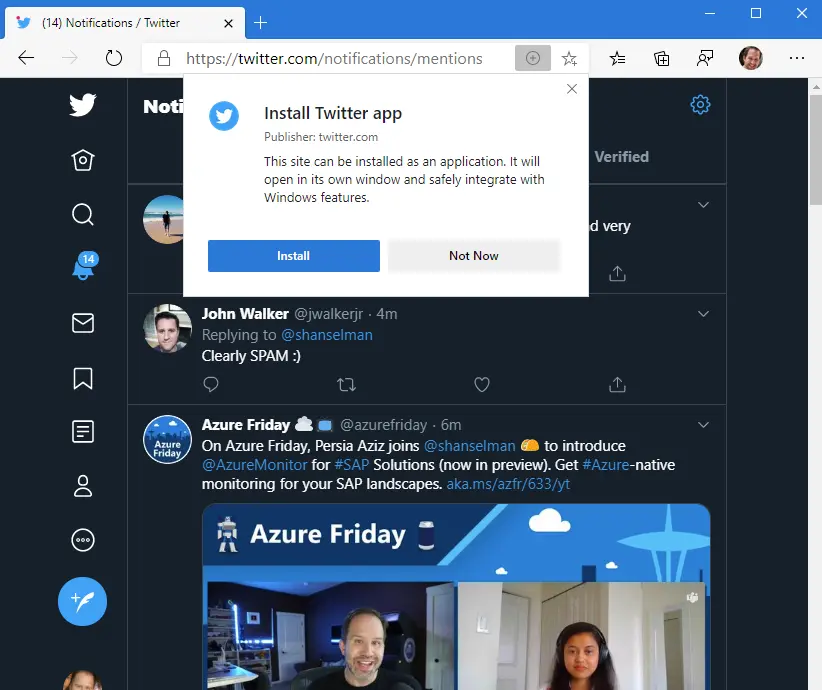 (14) Notifications / Twitter
https://twitter.com/notifications/mentions
Install Twitter app
Publisher: twitter.com
This site can be installed as an application. It will
open in its own window and safely integrate with
Windows features.
Install
Not Now
Noti
Verified
d very
14
John Walker @jwalkerjr · 4m
Replying to @shanselman
Clearly SPAM :)
Azure Friday @azurefriday · 6m
On Azure Friday, Persia Aziz joins @shanselman 🌮 to introduce
@AzureMonitor for #SAP Solutions (now in preview). Get #Azure-native
monitoring for your SAP landscapes. aka.ms/azfr/633/yt
Azure
Friday
Azure Friday